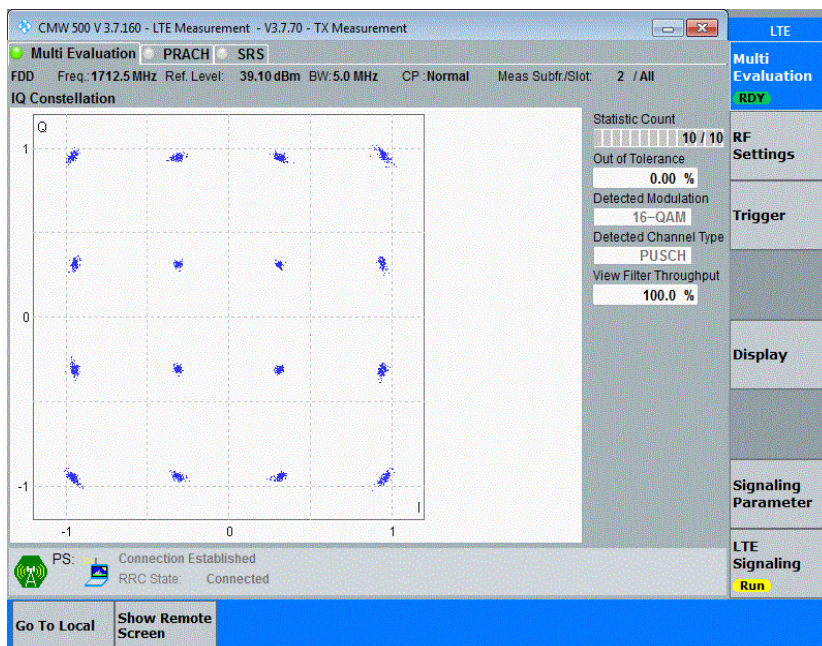 CMW 500 V 3.7.160 - LTE Measurement - V3.7.70 - TX Measurement
LTE
Multi Evaluation PRACH SRS
FDD Freq.: 1712.5 MHz Ref. Level: 39.10 dBm BW: 5.0 MHz CP : Normal Meas Subfr./Slot: 2 / All
IQ Constellation
Q
1
0
-1
-1 0 1
I
Statistic Count
10 / 10
Out of Tolerance
0.00 %
Detected Modulation
16-QAM
Detected Channel Type
PUSCH
View Filter Throughput
100.0 %
Multi
Evaluation
RDY
RF
Settings
Trigger
Display
Signaling
Parameter
LTE
Signaling
Run
PS: Connection Established
RRC State: Connected
Go To Local
Show Remote
Screen